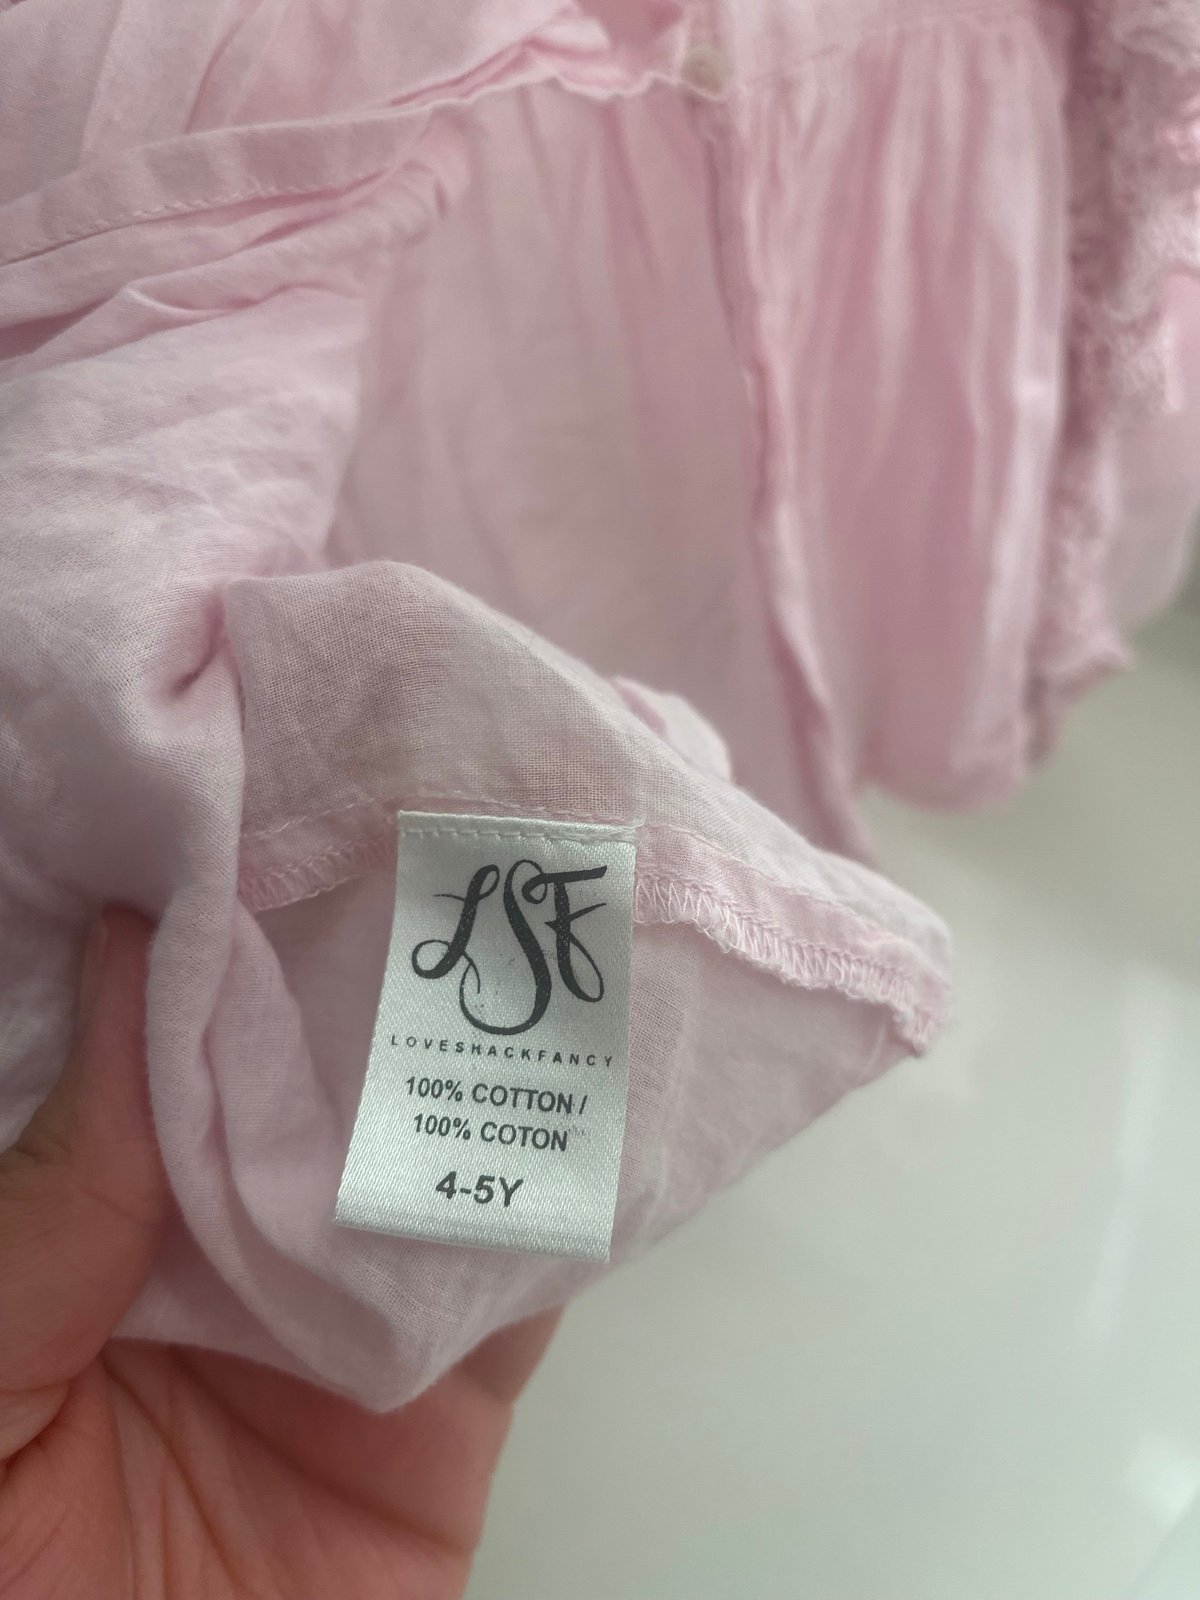 LSF
LOVESHACKFANCY
100% COTTON /
100% COTON
4-5Y